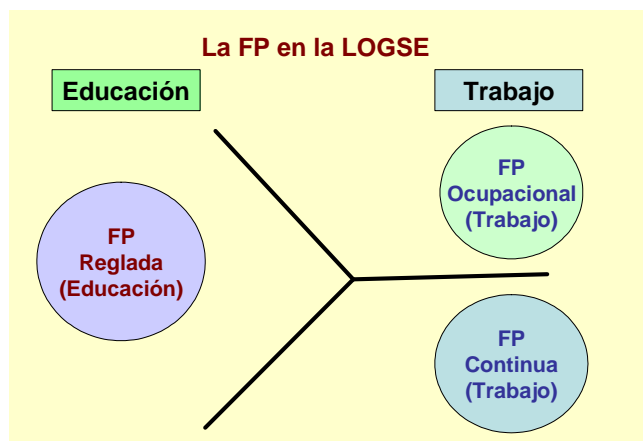 La FP en la LOGSE
Educación
Trabajo
FP
Reglada
(Educación)
FP
Ocupacional
(Trabajo)
FP
Continua
(Trabajo)